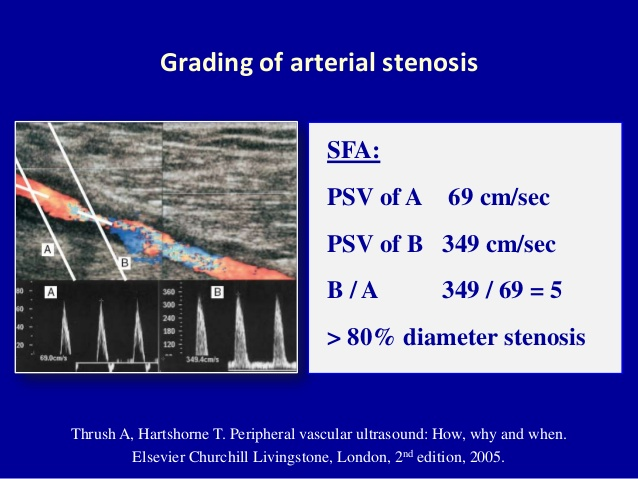 Grading of arterial stenosis
A
B
80
60
40
20
69.0cm/s
A
360
300
240
180
120
349.4cm/s
B
SFA:
PSV of A 69 cm/sec
PSV of B 349 cm/sec
B / A 349 / 69 = 5
> 80% diameter stenosis
Thrush A, Hartshorne T. Peripheral vascular ultrasound: How, why and when.
Elsevier Churchill Livingstone, London, 2nd edition, 2005.